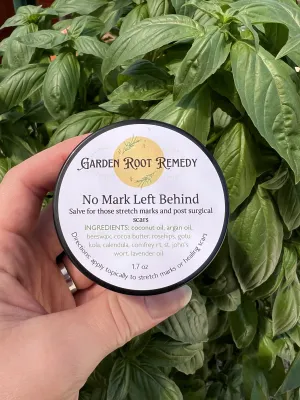 GARDEN ROOT REMEDY
No Mark Left Behind
Salve for those stretch marks and post surgical
scars
INGREDIENTS: coconut oil, argan oil,
beeswax, cocoa butter, rosehips, gotu
kola, calendula, comfrey rt, st. john's
wort, lavender oil
1.7 oz
Directions: apply topically to stretch marks or healing scars